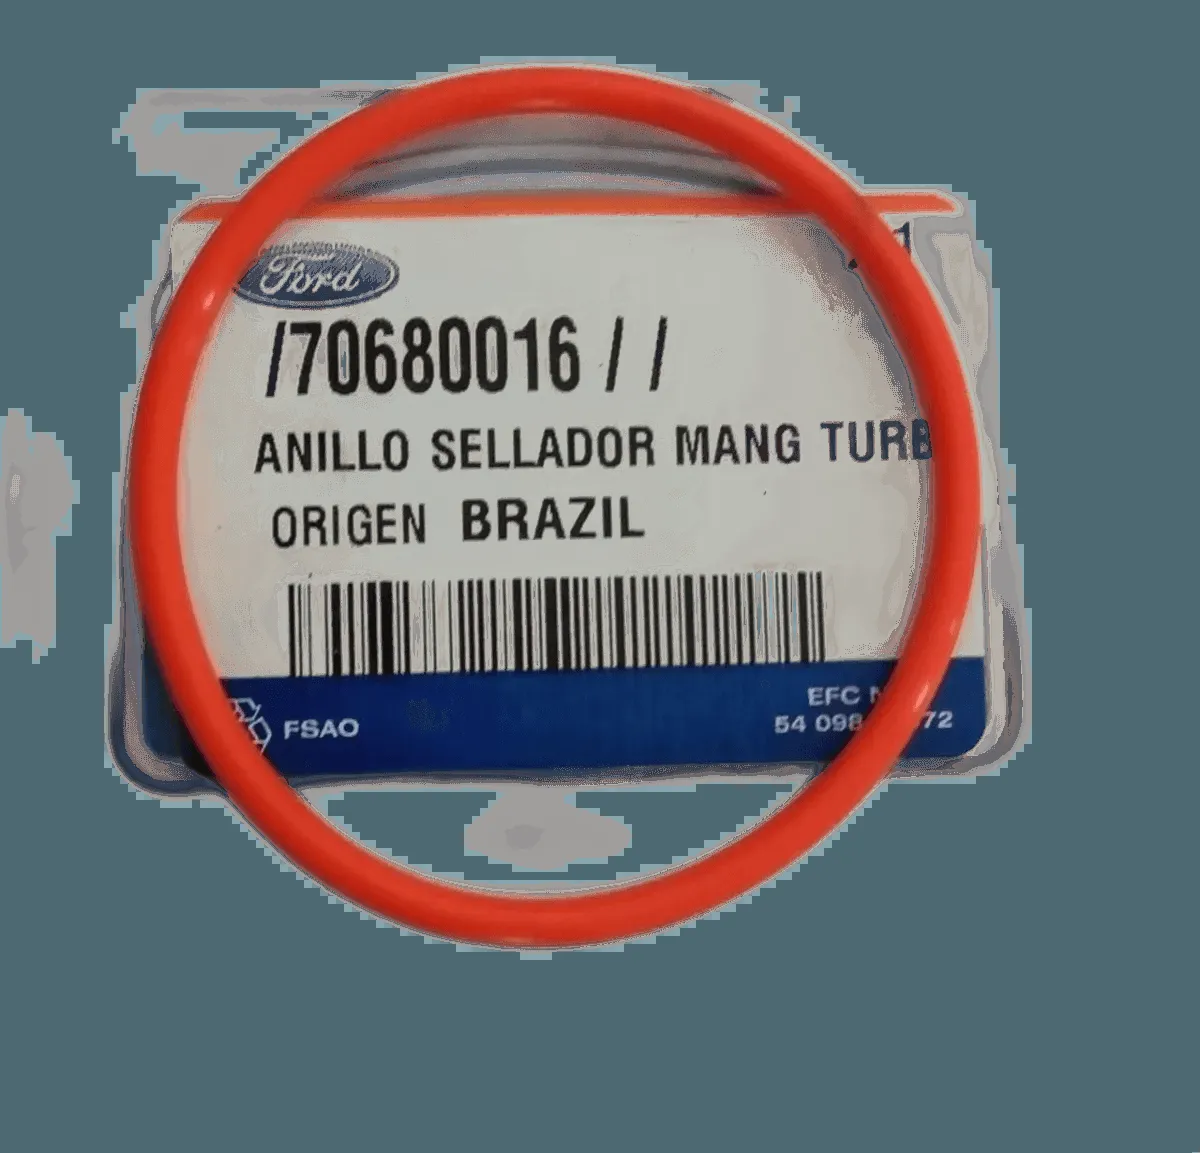 Ford
/70680016 / /
ANILLO SELLADOR MANG TURB
ORIGEN BRAZIL
FSAO
EFC
54 098 72